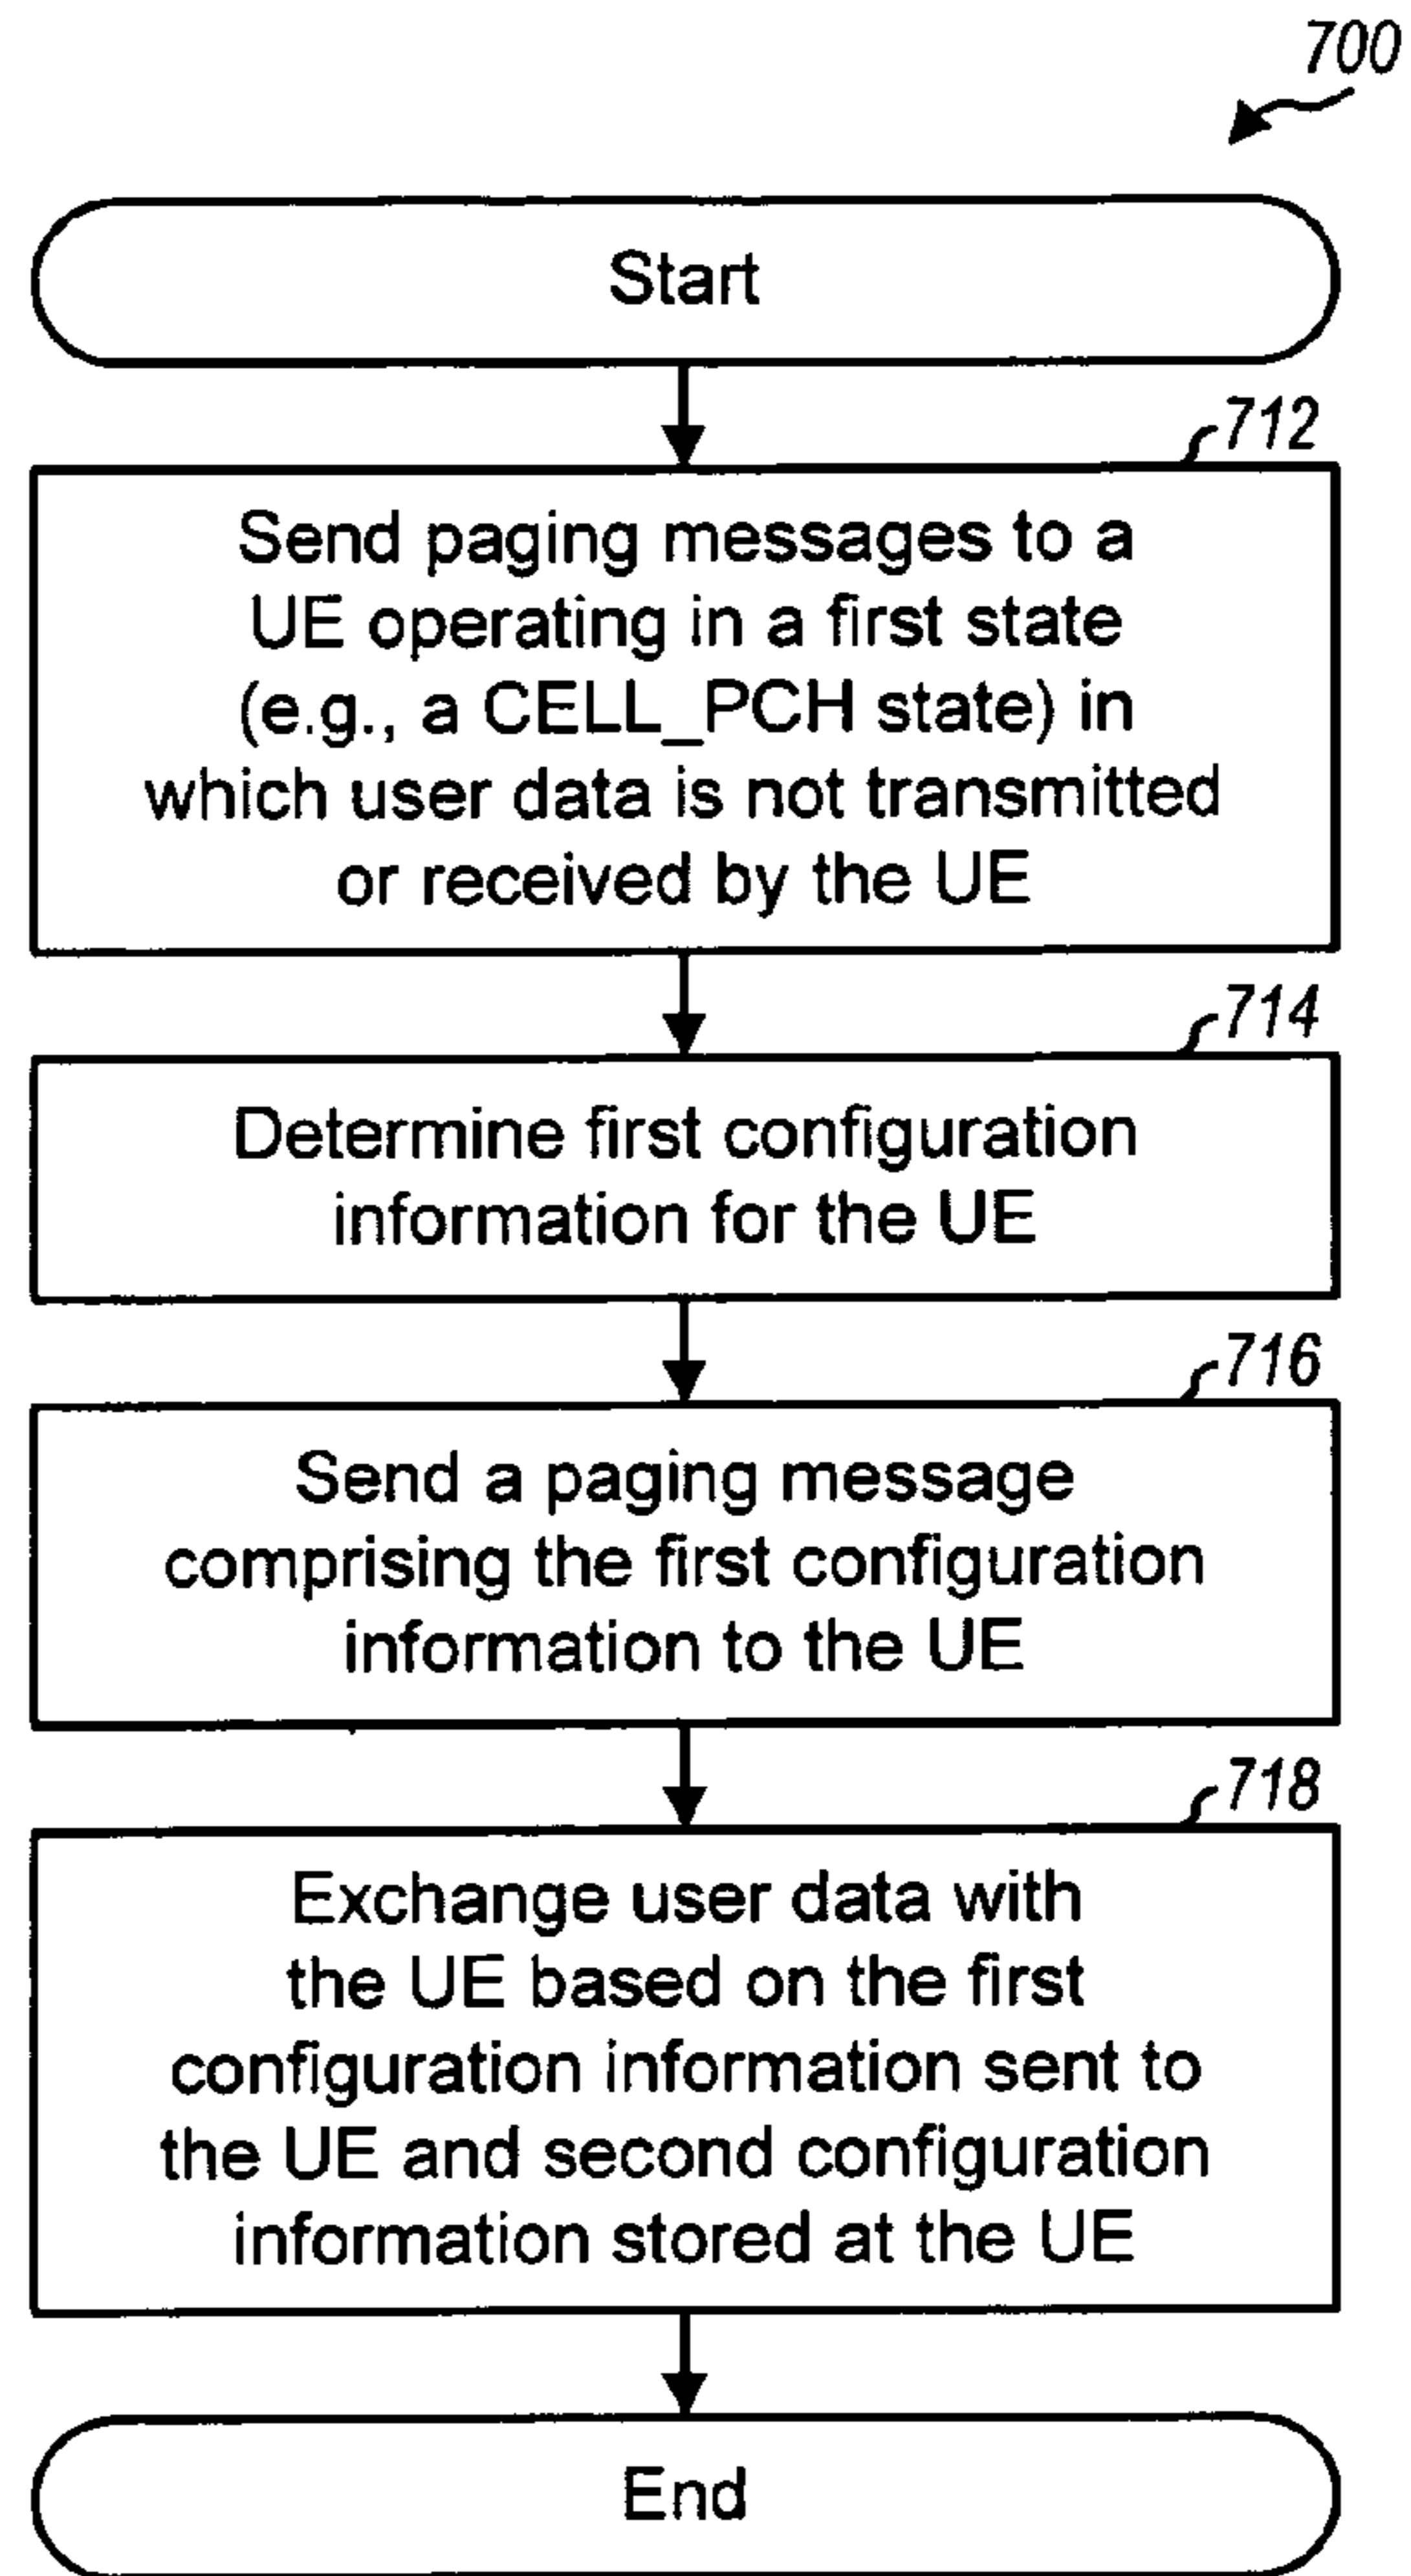 700
Start
712
Send paging messages to a
UE operating in a first state
(e.g., a CELL_PCH state) in
which user data is not transmitted
or received by the UE
714
Determine first configuration
information for the UE
716
Send a paging message
comprising the first configuration
information to the UE
718
Exchange user data with
the UE based on the first
configuration information sent to
the UE and second configuration
information stored at the UE
End